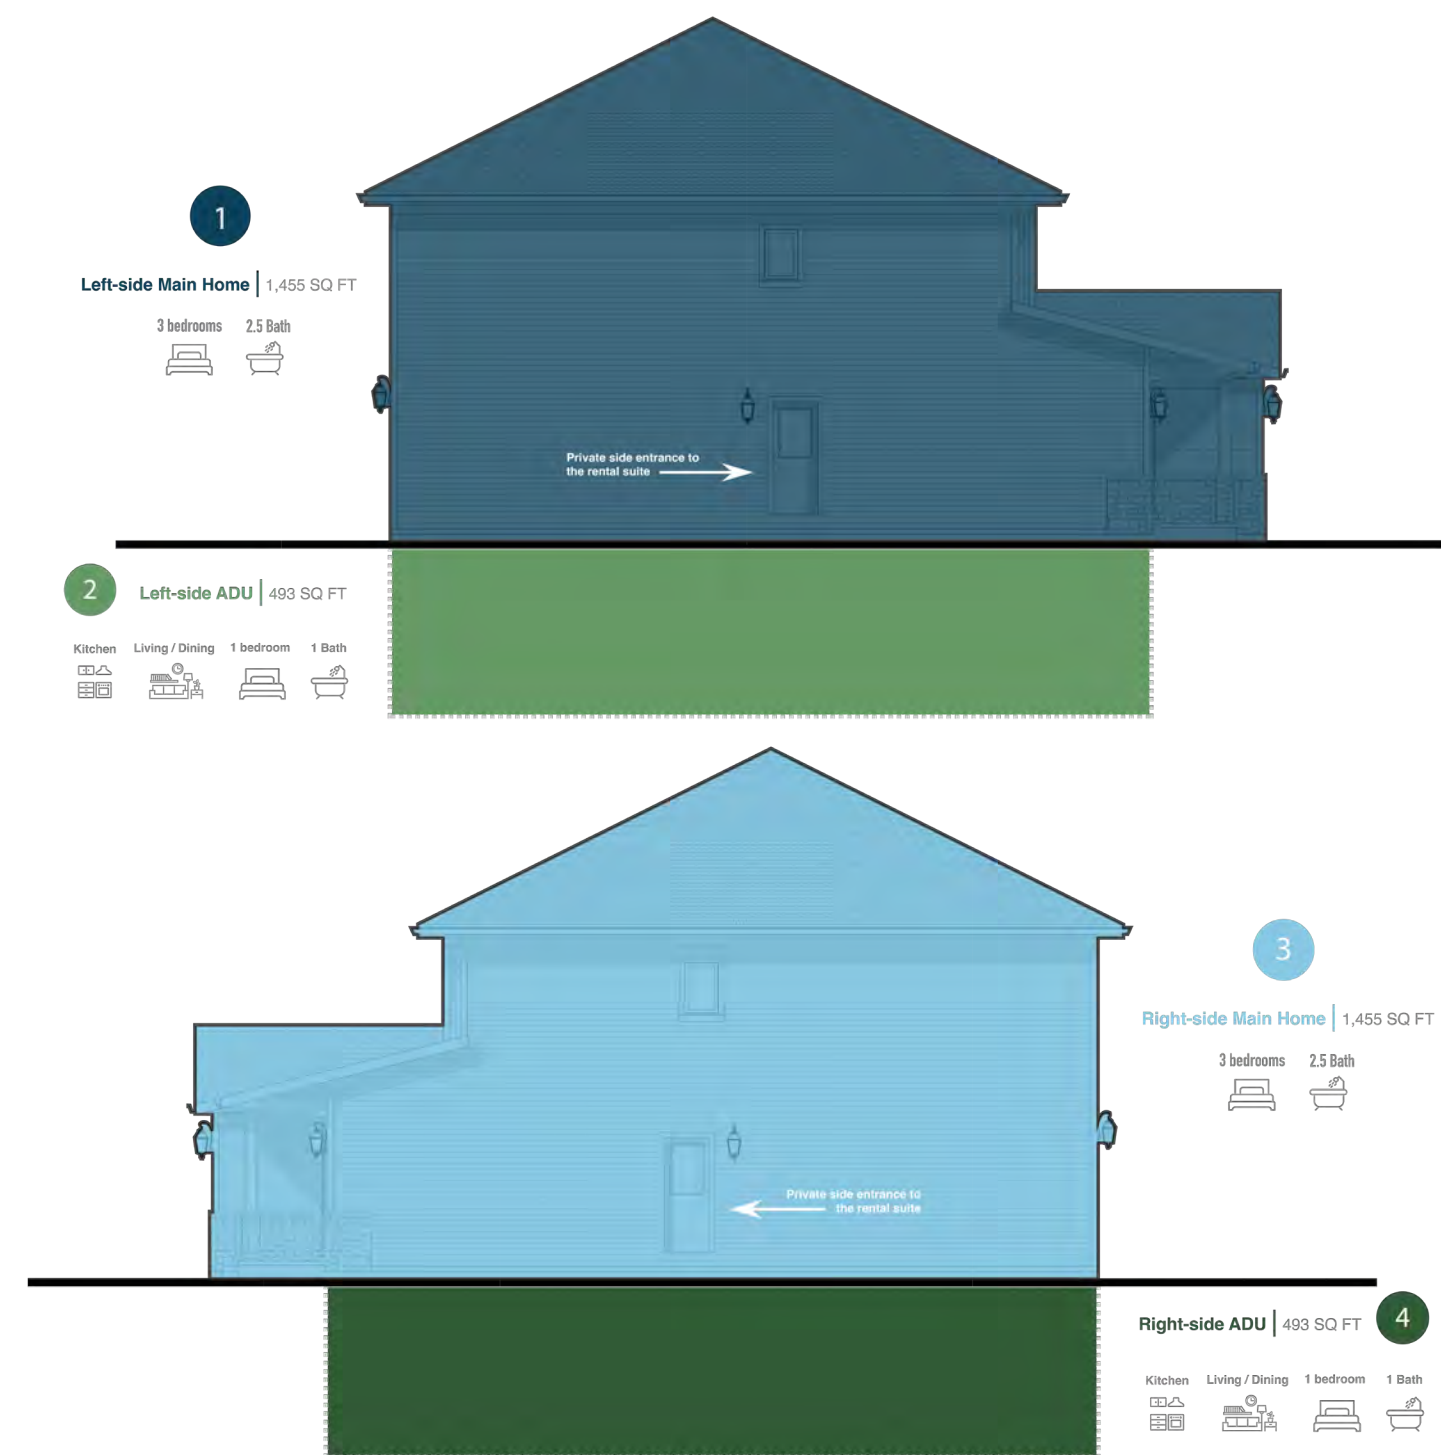 1
Left-side Main Home | 1,455 SQ FT
3 bedrooms 2.5 Bath
Private side entrance to
the rental suite
2 Left-side ADU | 493 SQ FT
Kitchen Living / Dining 1 bedroom 1 Bath
3
Right-side Main Home | 1,455 SQ FT
3 bedrooms 2.5 Bath
Private side entrance to
the rental suite
Right-side ADU | 493 SQ FT 4
Kitchen Living / Dining 1 bedroom 1 Bath